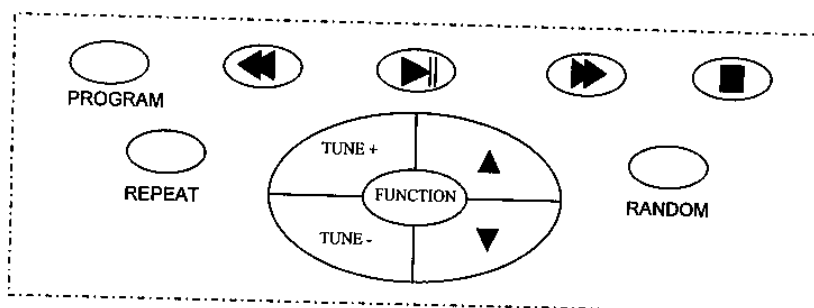 PROGRAM
TUNE +
REPEAT
FUNCTION
RANDOM
TUNE -